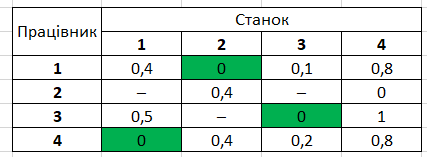 Працівник Станок
1 2 3 4
1 0,4 0 0,1 0,8
2 – 0,4 – 0
3 0,5 – 0 1
4 0 0,4 0,2 0,8